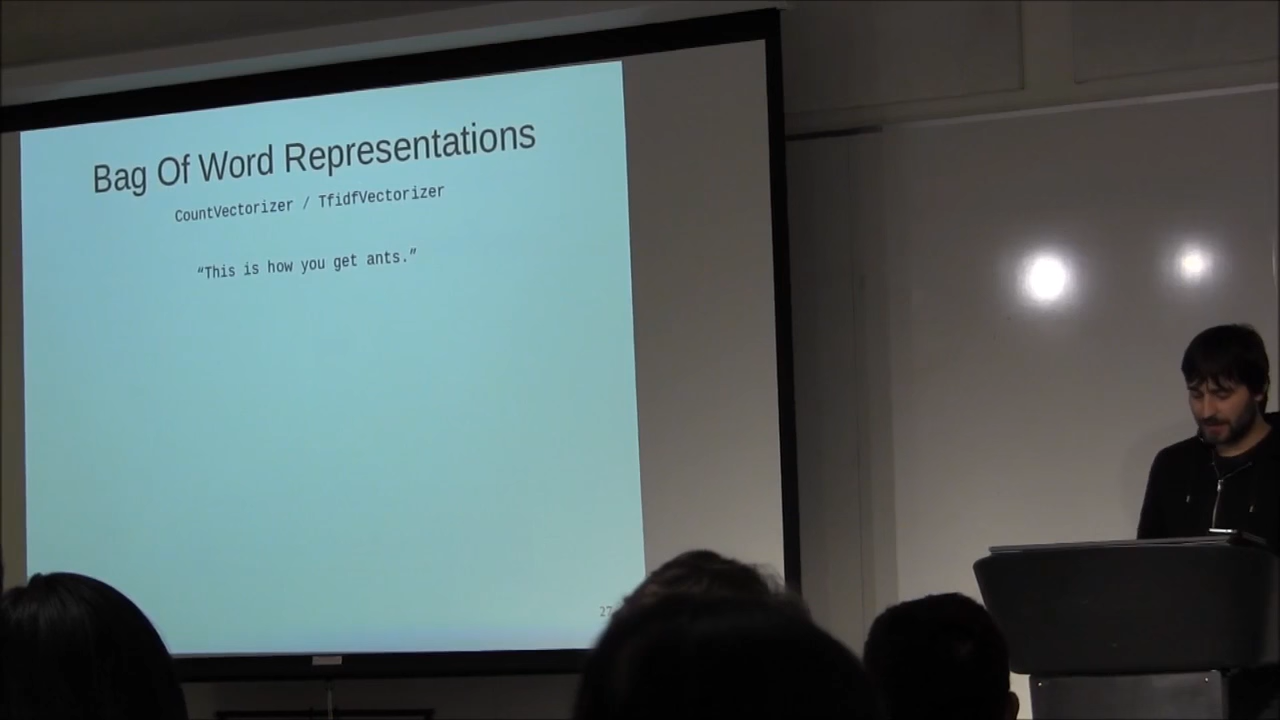 Bag Of Word Representations
CountVectorizer / TfidfVectorizer
“This is how you get ants.”
27